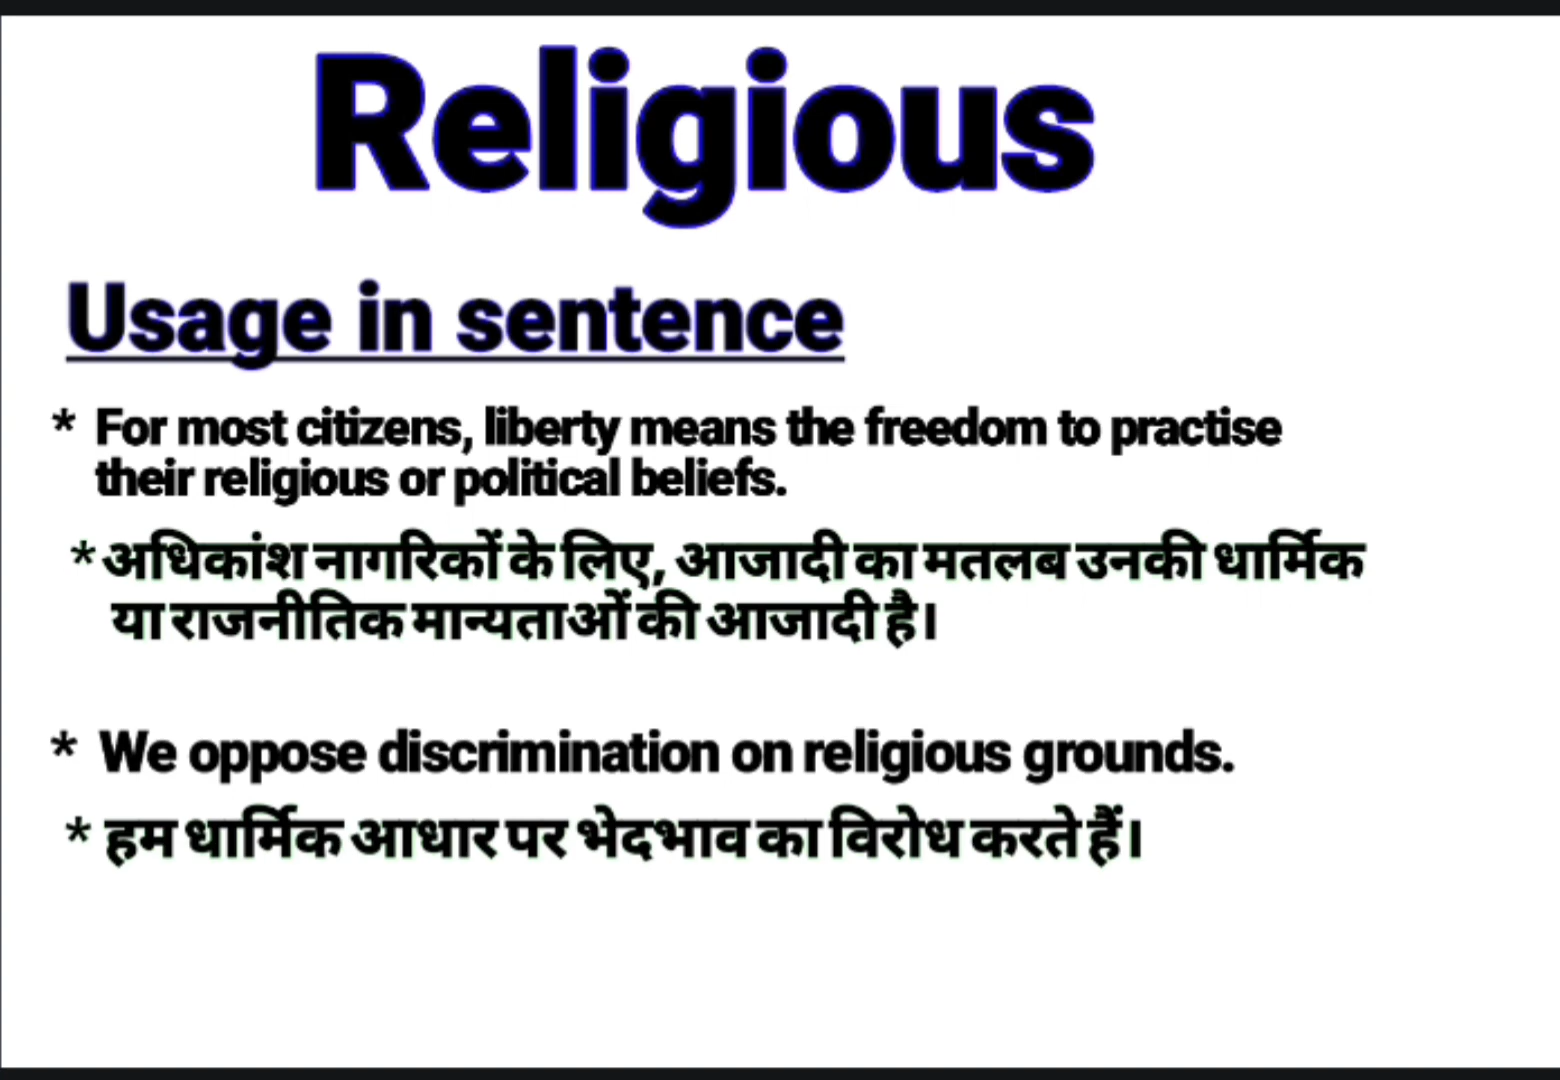 Religious
Usage in sentence
* For most citizens, liberty means the freedom to practise
their religious or political beliefs.
* अधिकांश नागरिकों के लिए, आजादी का मतलब उनकी धार्मिक
या राजनीतिक मान्यताओं की आजादी है।
* We oppose discrimination on religious grounds.
* हम धार्मिक आधार पर भेदभाव का विरोध करते हैं।